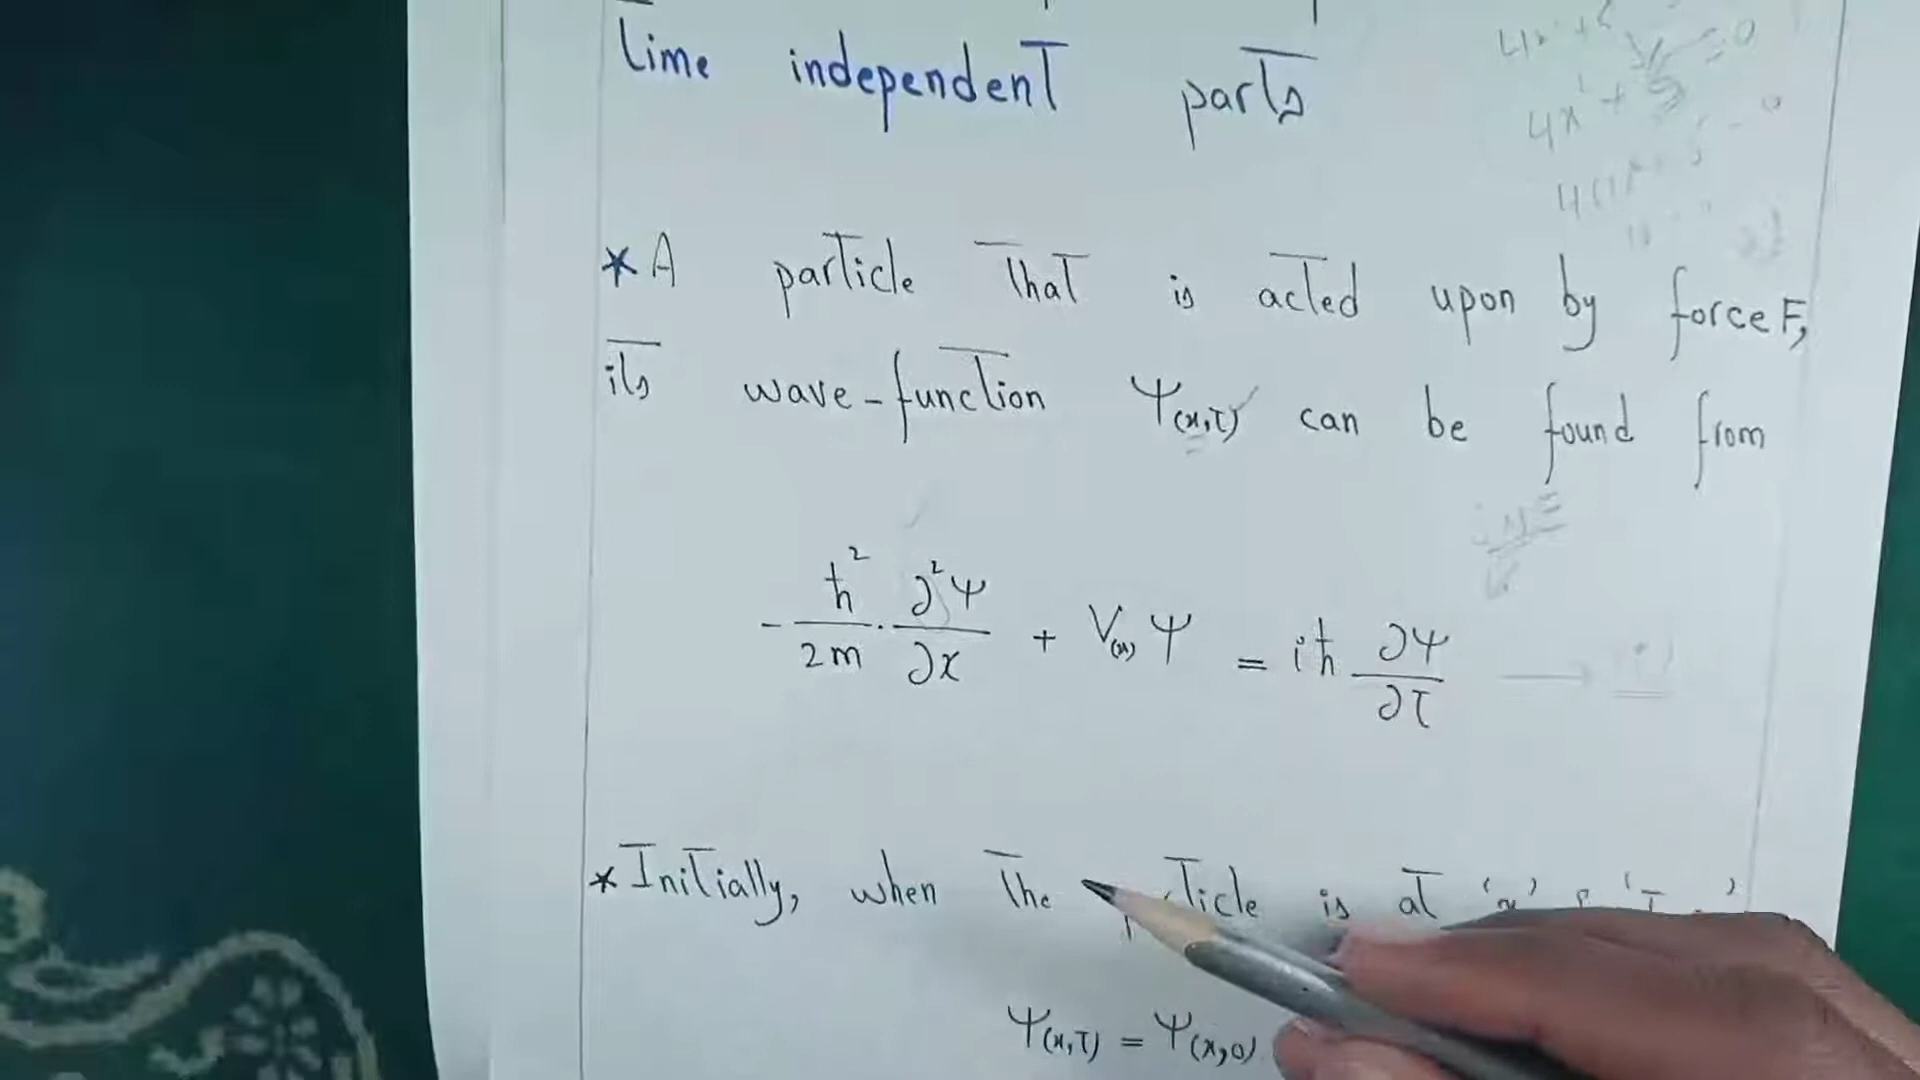 Time independent parts
* A particle that is acted upon by force F,
its wave-function Ψ(x,t) can be found from
- ħ²/2m · ∂²Ψ/∂x + V(x) Ψ = iħ ∂Ψ/∂t
* Initially, when the particle is at 'x'
Ψ(x,t) = Ψ(x,0)